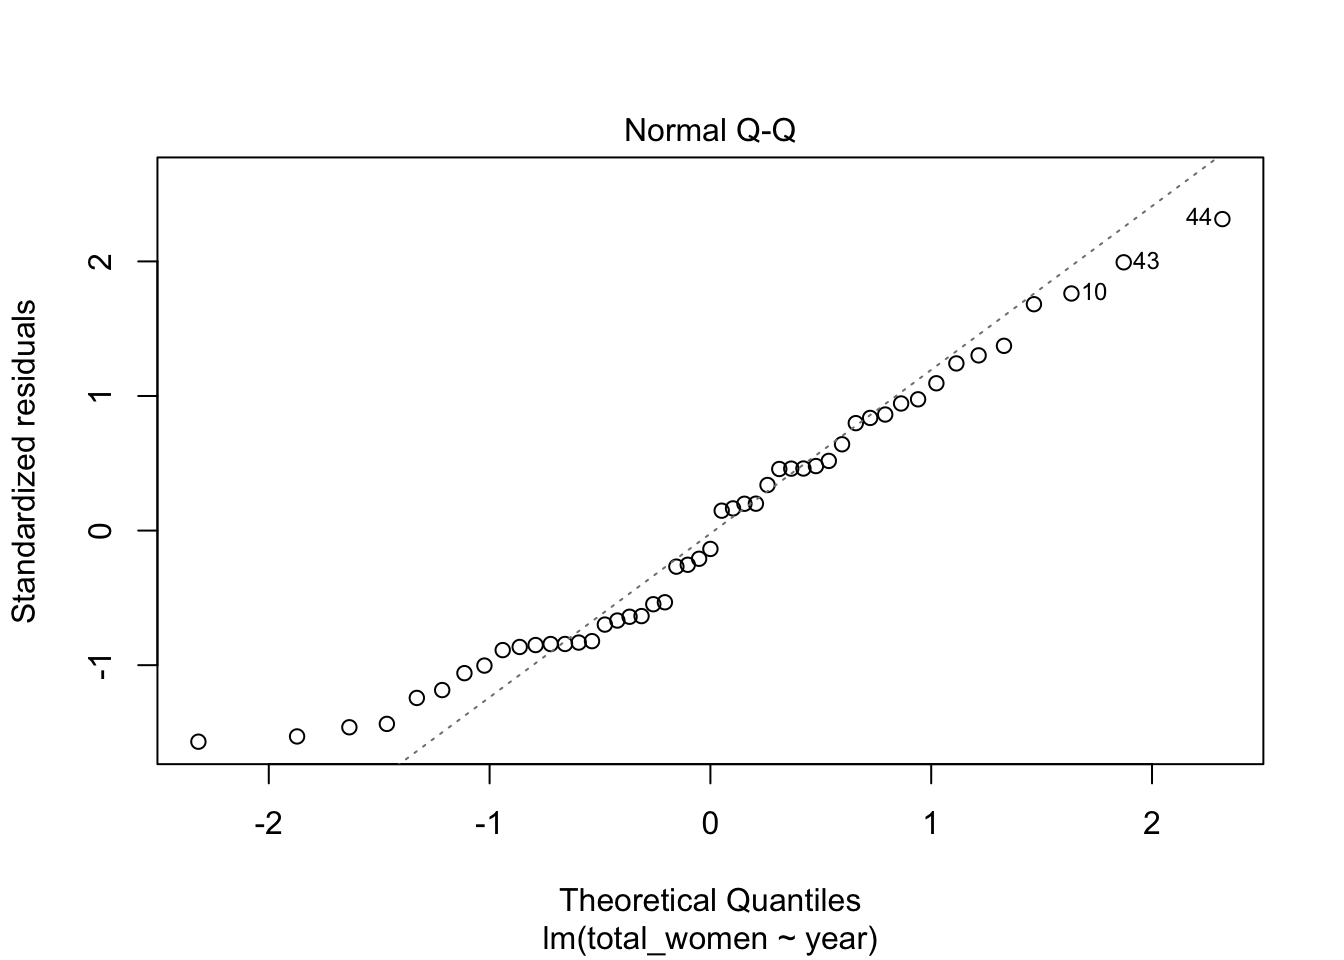 Normal Q-Q
Standardized residuals
2
1
0
-1
44
43
10
-2 -1 0 1 2
Theoretical Quantiles
lm(total_women ~ year)